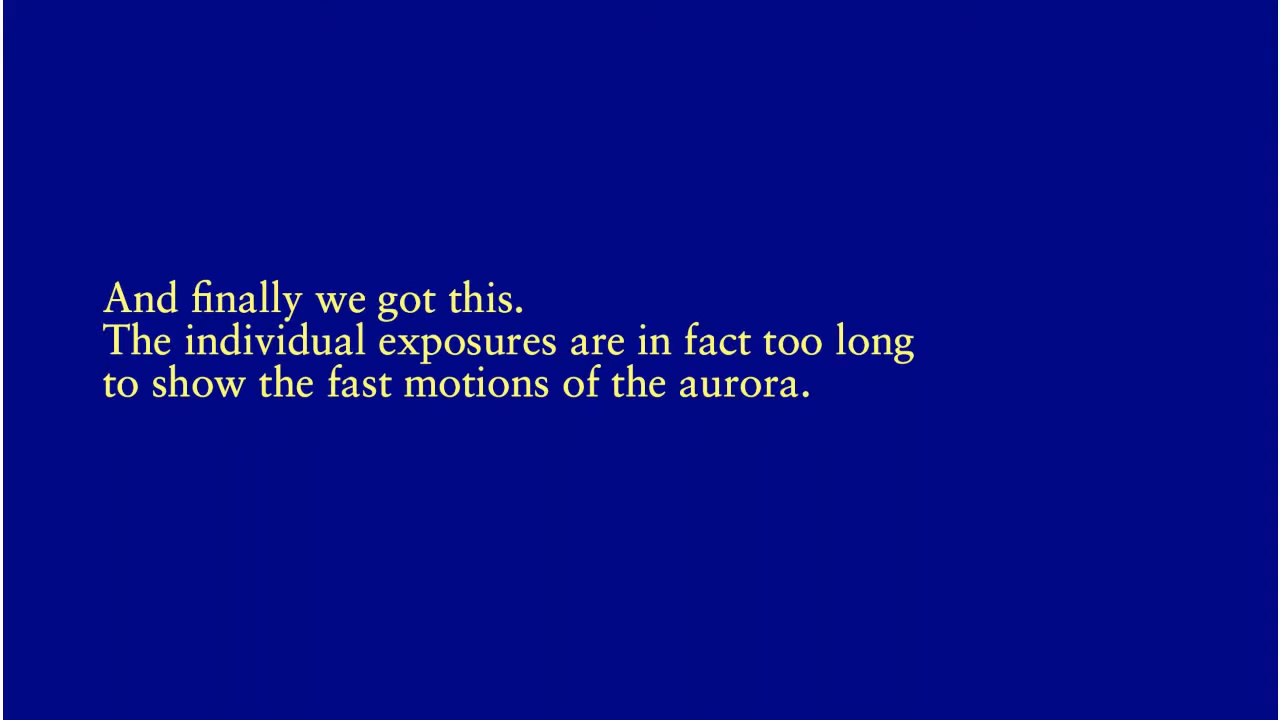 And finally we got this.
The individual exposures are in fact too long
to show the fast motions of the aurora.